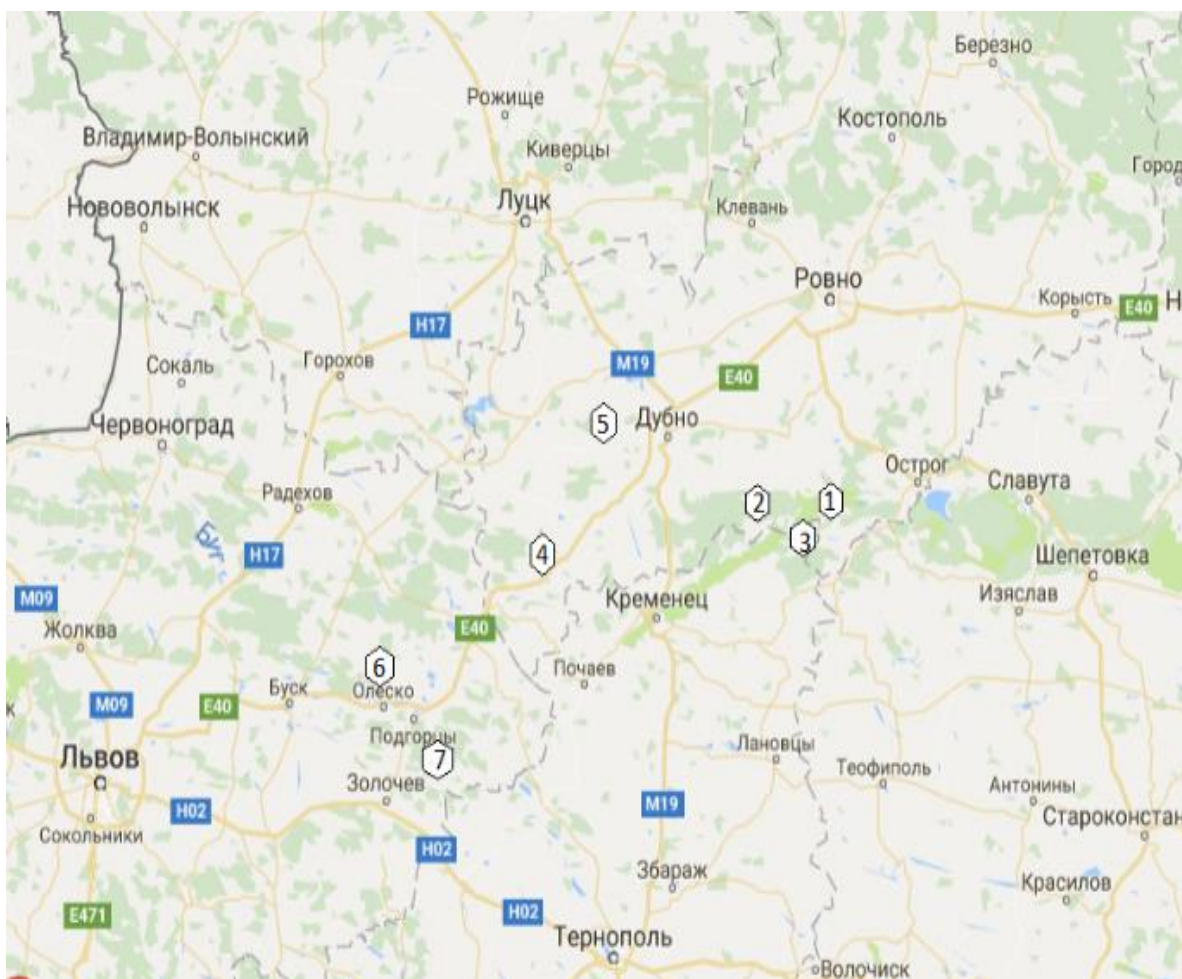 Березно
Рожище
Костополь
Владимир-Волынский
Киверцы
Город
Луцк
Нововолынск
Клевань
Ровно
Корысть
E40
Н
H17
Сокаль
Горохов
M19
E40
Червоноград
5
Дубно
Острог
Славута
Радехов
2
1
Буг
H17
4
3
Шепетовка
M09
Кременец
Изяслав
Жолква
E40
6
Почаев
Буск
Олеско
M09
E40
к
Подгорцы
7
Лановцы
Львов
Золочев
Теофиполь
Антонины
H02
M19
Сокольники
Староконстан
H02
Збараж
Красилов
E471
H02
Тернополь
Волочиск